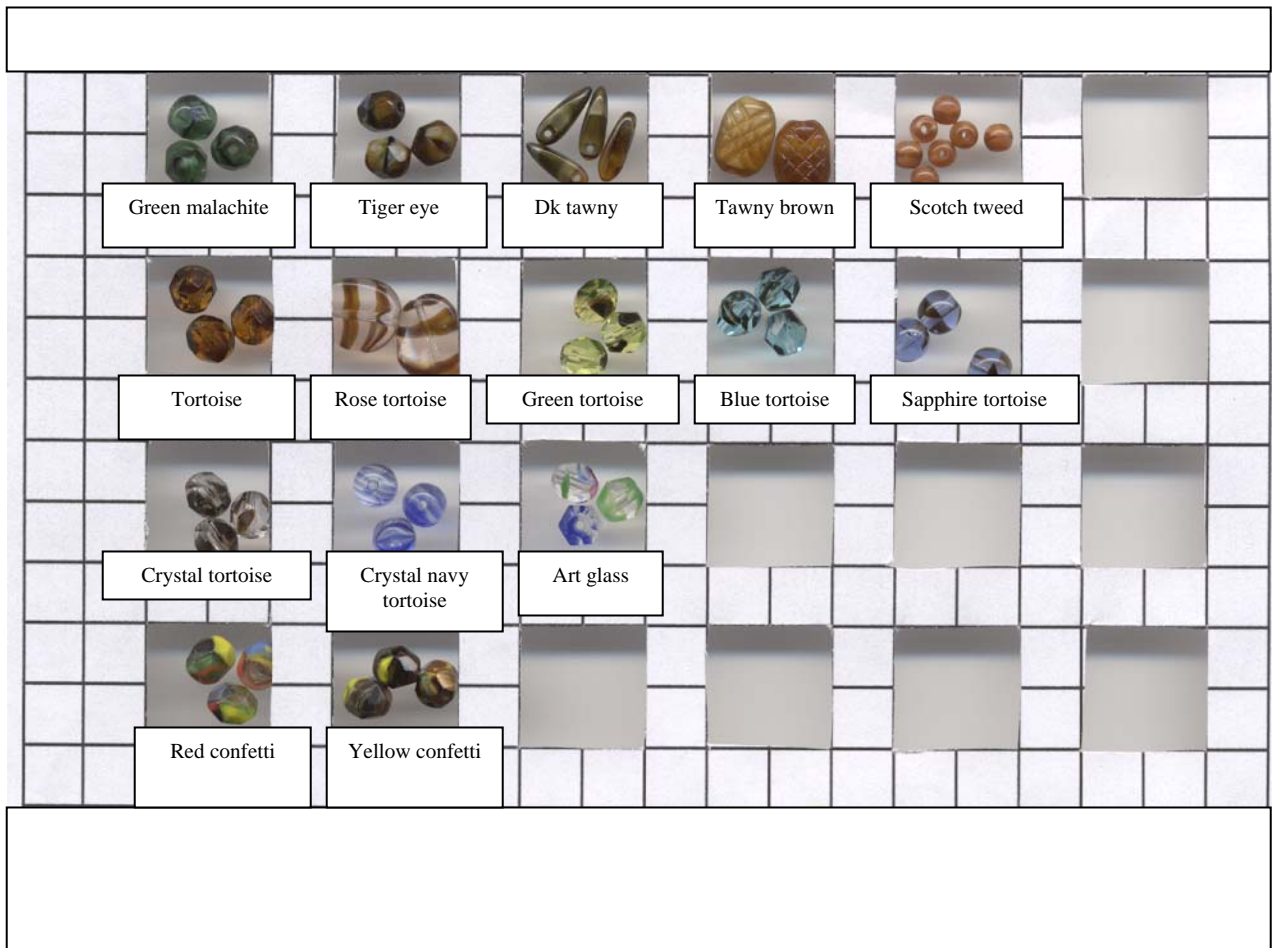 Green malachite
Tiger eye
Dk tawny
Tawny brown
Scotch tweed
Tortoise
Rose tortoise
Green tortoise
Blue tortoise
Sapphire tortoise
Crystal tortoise
Crystal navy
tortoise
Art glass
Red confetti
Yellow confetti